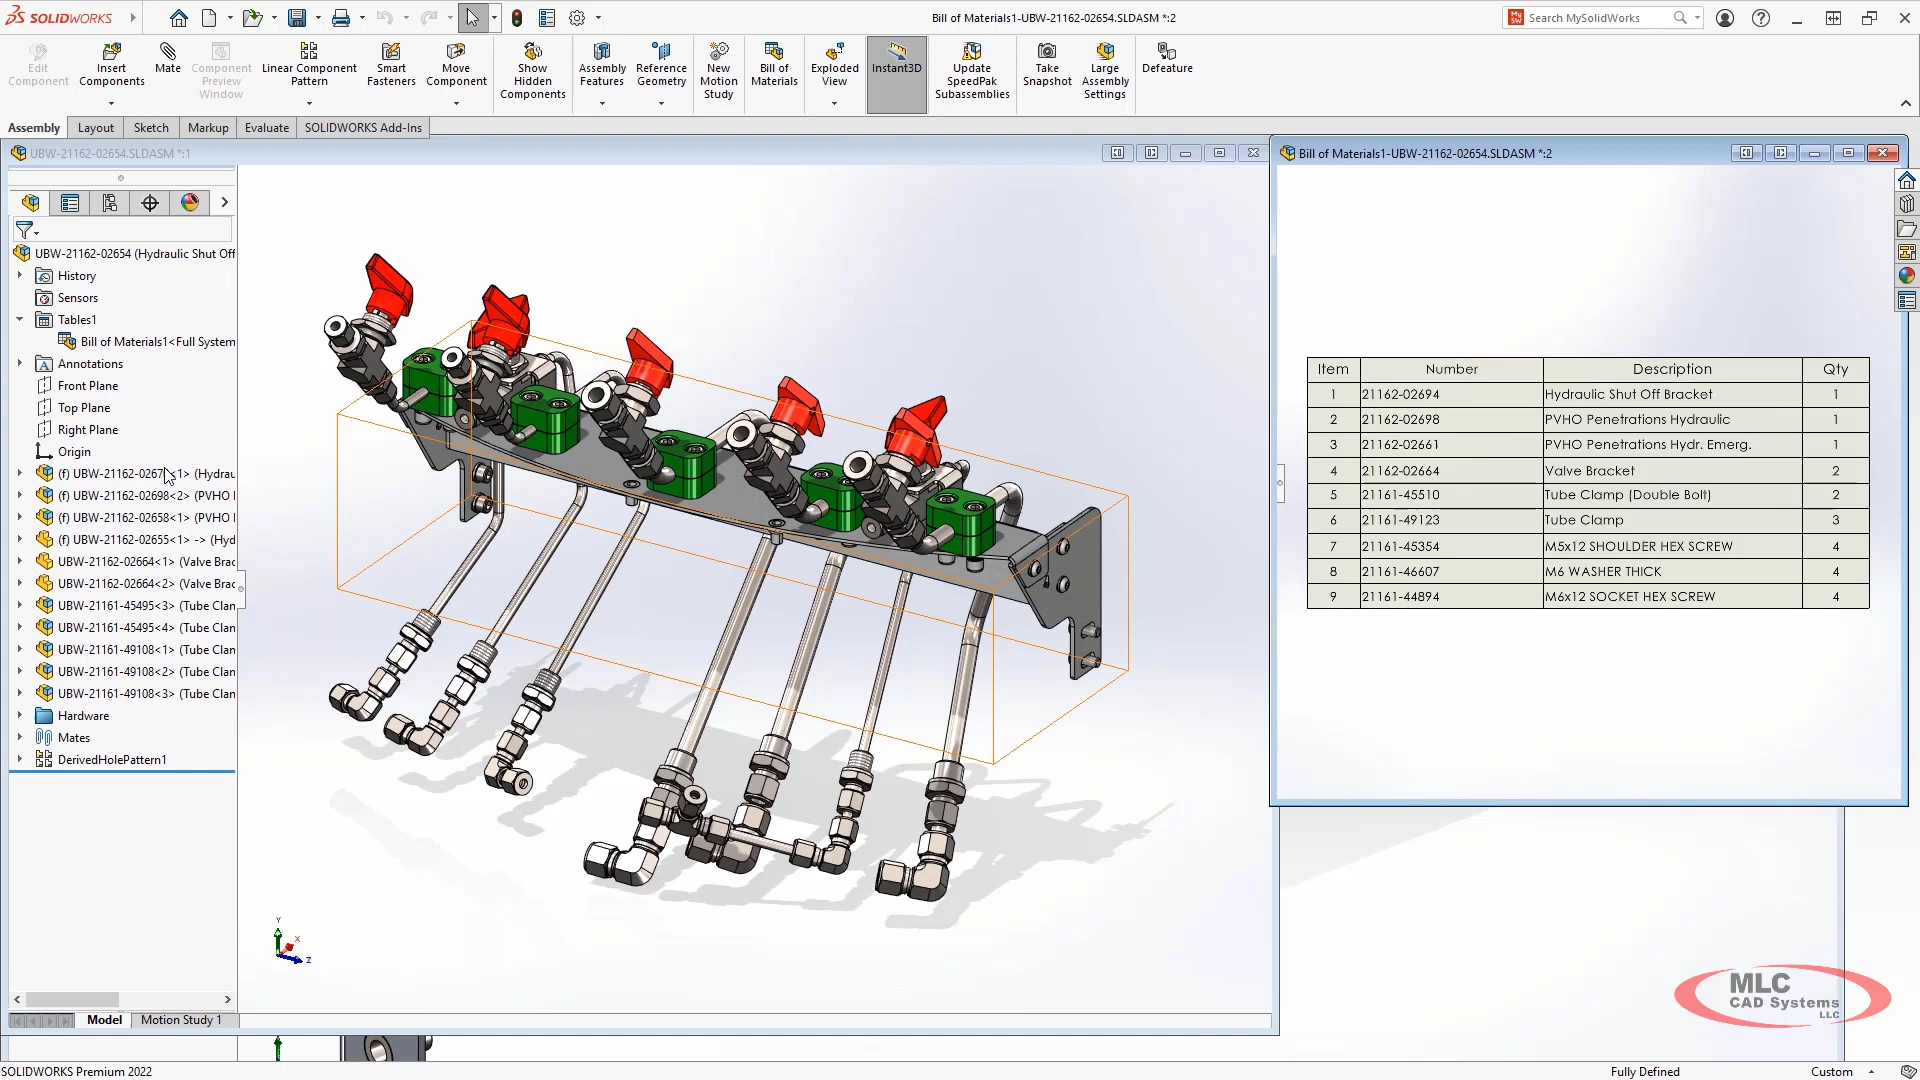 SOLIDWORKS
Bill of Materials1-UBW-21162-02654.SLDASM *:2
Search MySolidWorks
Edit Component
Insert Components
Mate
Component Preview Window
Linear Component Pattern
Smart Fasteners
Move Component
Show Hidden Components
Assembly Features
Reference Geometry
New Motion Study
Bill of Materials
Exploded View
Instant3D
Update SpeedPak Subassemblies
Take Snapshot
Large Assembly Settings
Defeature
Assembly Layout Sketch Markup Evaluate SOLIDWORKS Add-Ins
UBW-21162-02654.SLDASM *:1
Bill of Materials1-UBW-21162-02654.SLDASM *:2
UBW-21162-02654 (Hydraulic Shut Off
History
Sensors
Tables1
Bill of Materials1<Full System
Annotations
Front Plane
Top Plane
Right Plane
Origin
(f) UBW-21162-0267 <1> (Hydrau
(f) UBW-21162-02698<2> (PVHO
(f) UBW-21162-02658<1> (PVHO
(f) UBW-21162-02655<1> -> (Hyd
UBW-21162-02664<1> (Valve Brac
UBW-21162-02664<2> (Valve Brac
UBW-21161-45495<3> (Tube Clan
UBW-21161-45495<4> (Tube Clan
UBW-21161-49108<1> (Tube Clan
UBW-21161-49108<2> (Tube Clan
UBW-21161-49108<3> (Tube Clan
Hardware
Mates
DerivedHolePattern1
Item Number Description Qty
1 21162-02694 Hydraulic Shut Off Bracket 1
2 21162-02698 PVHO Penetrations Hydraulic 1
3 21162-02661 PVHO Penetrations Hydr. Emerg. 1
4 21162-02664 Valve Bracket 2
5 21161-45510 Tube Clamp (Double Bolt) 2
6 21161-49123 Tube Clamp 3
7 21161-45354 M5x12 SHOULDER HEX SCREW 4
8 21161-46607 M6 WASHER THICK 4
9 21161-44894 M6x12 SOCKET HEX SCREW 4
Y
X
Z
MLC
CAD Systems
LLC
Model Motion Study 1
SOLIDWORKS Premium 2022
Fully Defined
Custom